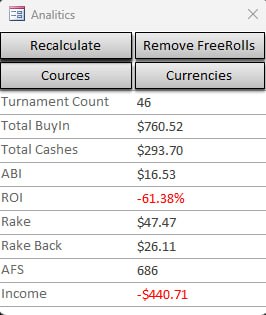 Analitics
Recalculate Remove FreeRolls
Cources Currencies
Turnament Count 46
Total BuyIn $760.52
Total Cashes $293.70
ABI $16.53
ROI -61.38%
Rake $47.47
Rake Back $26.11
AFS 686
Income -$440.71